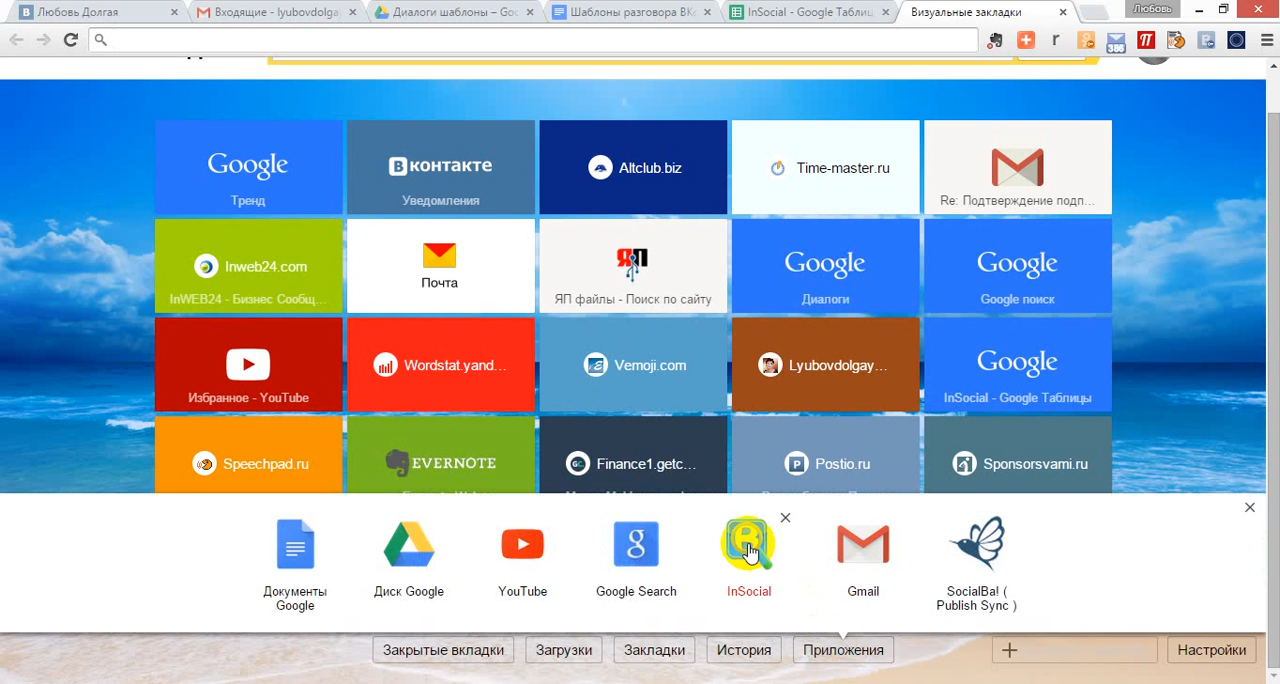 Любовь Долгая
Входящие - lyubovdolga
Диалоги шаблоны – Goo
Шаблоны разговора ВКо
InSocial - Google Таблиц
Визуальные закладки
Любовь
386
Google
Тренд
Вконтакте
Уведомления
Altclub.biz
Time-master.ru
Re: Подтверждение подп...
Inweb24.com
InWEB24 - Бизнес Сообщ...
Почта
ЯП
ЯП файлы - Поиск по сайту
Google
Диалоги
Google
Google поиск
Избранное - YouTube
Wordstat.yand...
Vemoji.com
Lyubovdolgay...
Google
InSocial - Google Таблицы
Speechpad.ru
EVERNOTE
Finance1.getc...
Postio.ru
Sponsorsvami.ru
Документы
Google
Диск Google
YouTube
Google Search
InSocial
Gmail
SocialBa! (
Publish Sync )
Закрытые вкладки
Загрузки
Закладки
История
Приложения
Настройки